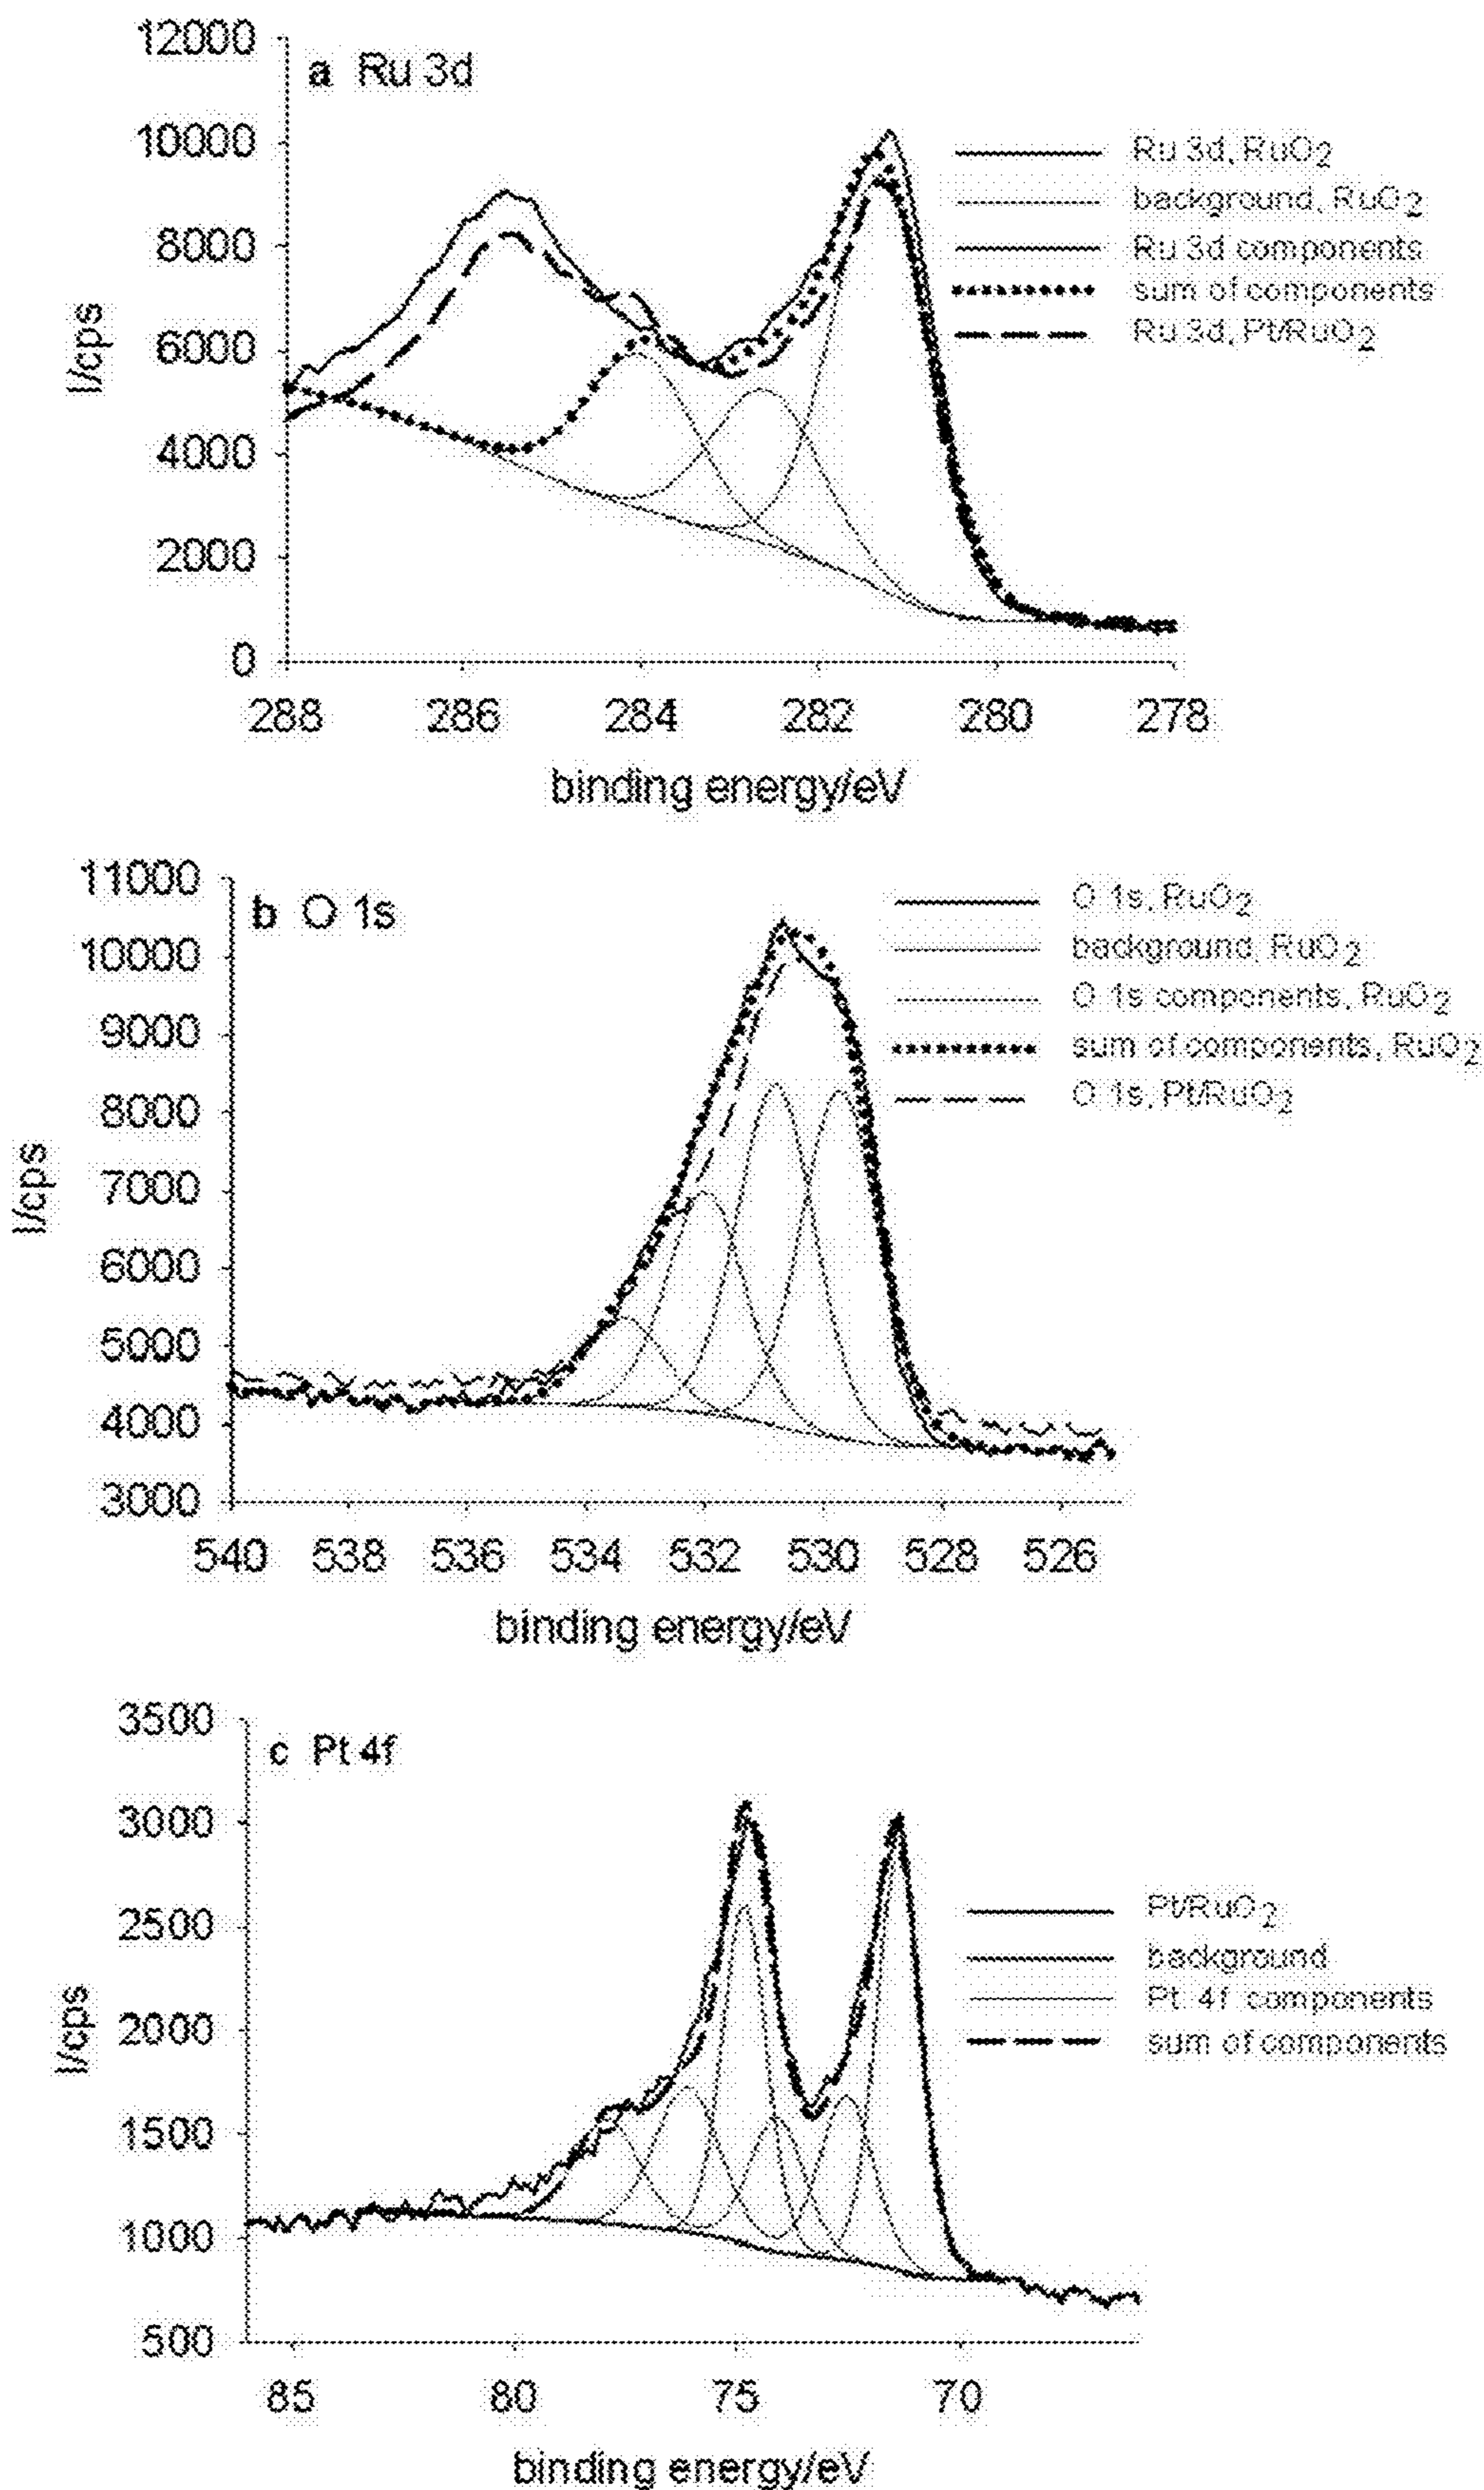 12000
a Ru 3d
10000
8000
6000
4000
2000
0
I/cps
Ru 3d, RuO2
background, RuO2
Ru 3d components
sum of components
Ru 3d, Pt/RuO2
288 286 284 282 280 278
binding energy/eV
11000
b O 1s
10000
9000
8000
7000
6000
5000
4000
3000
I/cps
O 1s, RuO2
background, RuO2
O 1s components, RuO2
sum of components, RuO2
O 1s, Pt/RuO2
540 538 536 534 532 530 528 526
binding energy/eV
3500
c Pt 4f
3000
2500
2000
1500
1000
500
I/cps
Pt/RuO2
background
Pt 4f components
sum of components
85 80 75 70
binding energy/eV